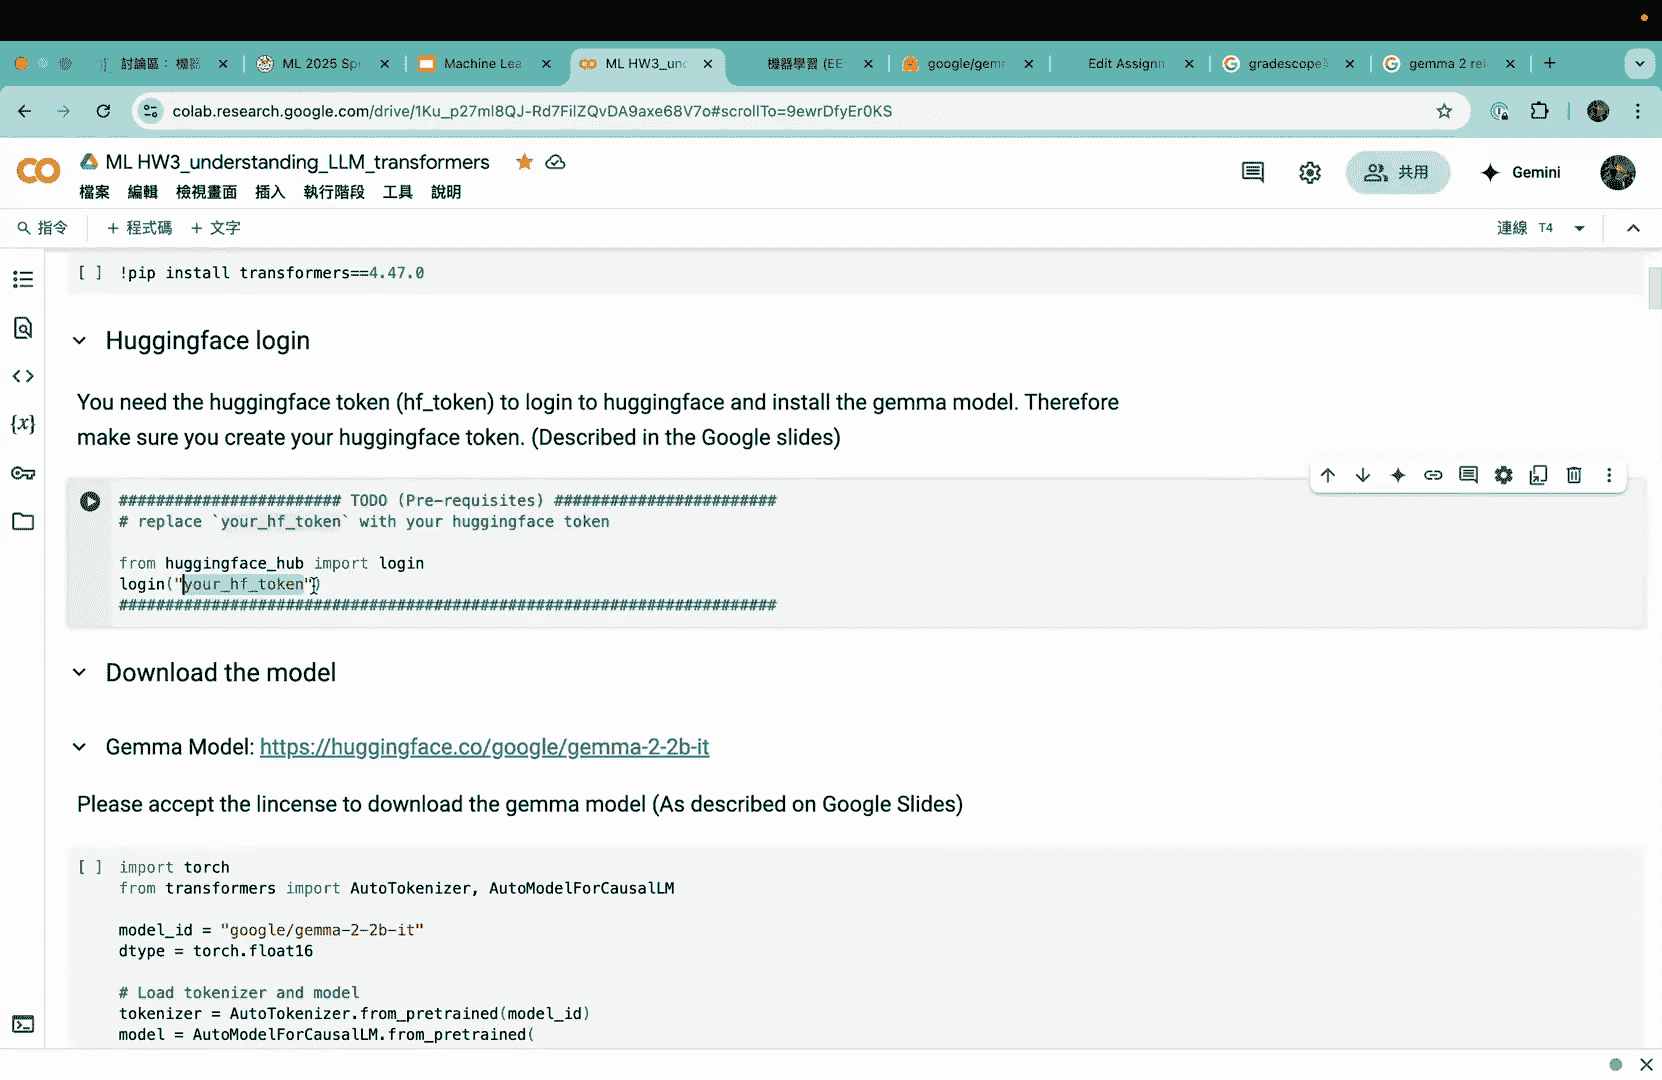 討論區：機器
ML 2025 Sp
Machine Lea
ML HW3_und
機器學習 (EE
google/gemm
Edit Assignm
gradescope
gemma 2 rel
colab.research.google.com/drive/1Ku_p27ml8QJ-Rd7FilZQvDA9axe68V7o#scrollTo=9ewrDfyEr0KS
ML HW3_understanding_LLM_transformers
檔案 編輯 檢視畫面 插入 執行階段 工具 說明
共用
Gemini
指令 + 程式碼 + 文字
連線 T4
[ ] !pip install transformers==4.47.0
Huggingface login
You need the huggingface token (hf_token) to login to huggingface and install the gemma model. Therefore
make sure you create your huggingface token. (Described in the Google slides)
######################## TODO (Pre-requisites) ########################
# replace `your_hf_token` with your huggingface token
from huggingface_hub import login
login("your_hf_token")
#######################################################################
Download the model
Gemma Model: https://huggingface.co/google/gemma-2-2b-it
Please accept the lincense to download the gemma model (As described on Google Slides)
[ ] import torch
from transformers import AutoTokenizer, AutoModelForCausalLM
model_id = "google/gemma-2-2b-it"
dtype = torch.float16
# Load tokenizer and model
tokenizer = AutoTokenizer.from_pretrained(model_id)
model = AutoModelForCausalLM.from_pretrained(